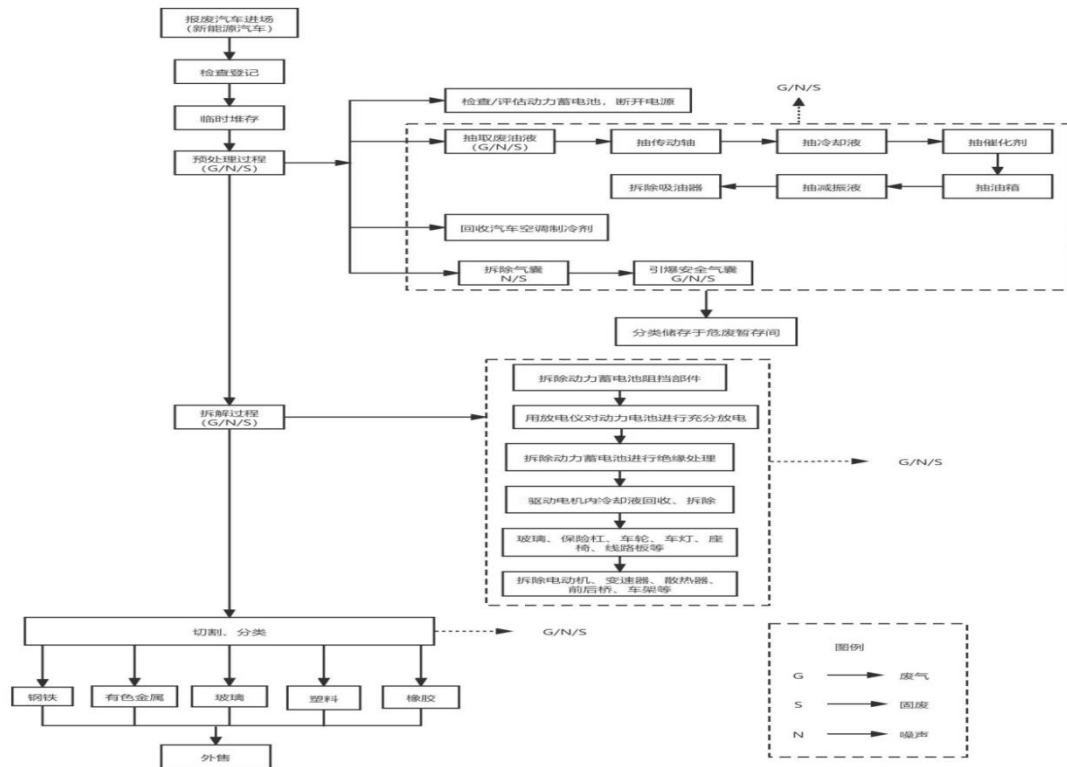 报废汽车进场
(新能源汽车)
检查登记
临时堆存
预处理过程
(G/N/S)
检查/评估动力蓄电池，断开电源
G/N/S
抽取废油液
(G/N/S)
抽传动轴
抽冷却液
抽催化剂
拆除吸油器
抽减振液
抽油箱
回收汽车空调制冷剂
拆除气囊
N/S
引爆安全气囊
G/N/S
分类储存于危废暂存间
拆解过程
(G/N/S)
拆除动力蓄电池阻挡部件
用放电仪对动力电池进行充分放电
拆除动力蓄电池进行绝缘处理
驱动电机内冷却液回收、拆除
玻璃、保险杠、车轮、车灯、座
椅、线路板等
拆除电动机、变速器、散热器、
前后桥、车架等
G/N/S
切割、分类
G/N/S
钢铁
有色金属
玻璃
塑料
橡胶
外售
图例
G 废气
S 固废
N 噪声